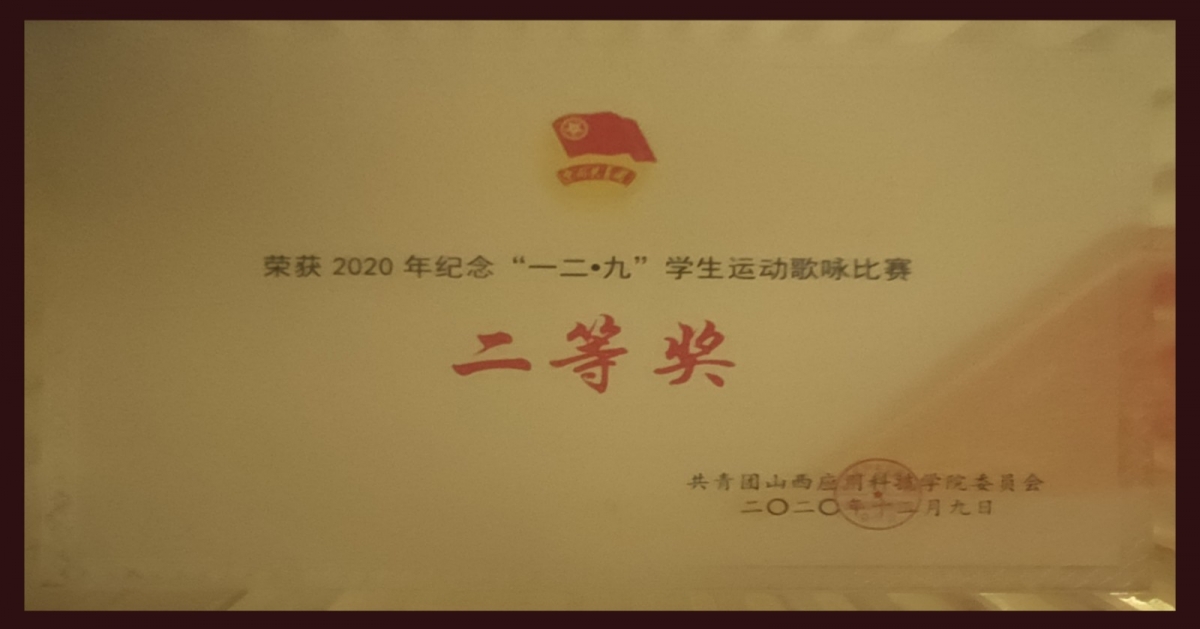 荣获 2020 年纪念“一二•九”学生运动歌咏比赛
二等奖
共青团山西应用科技学院委员会
二〇二〇年十二月九日